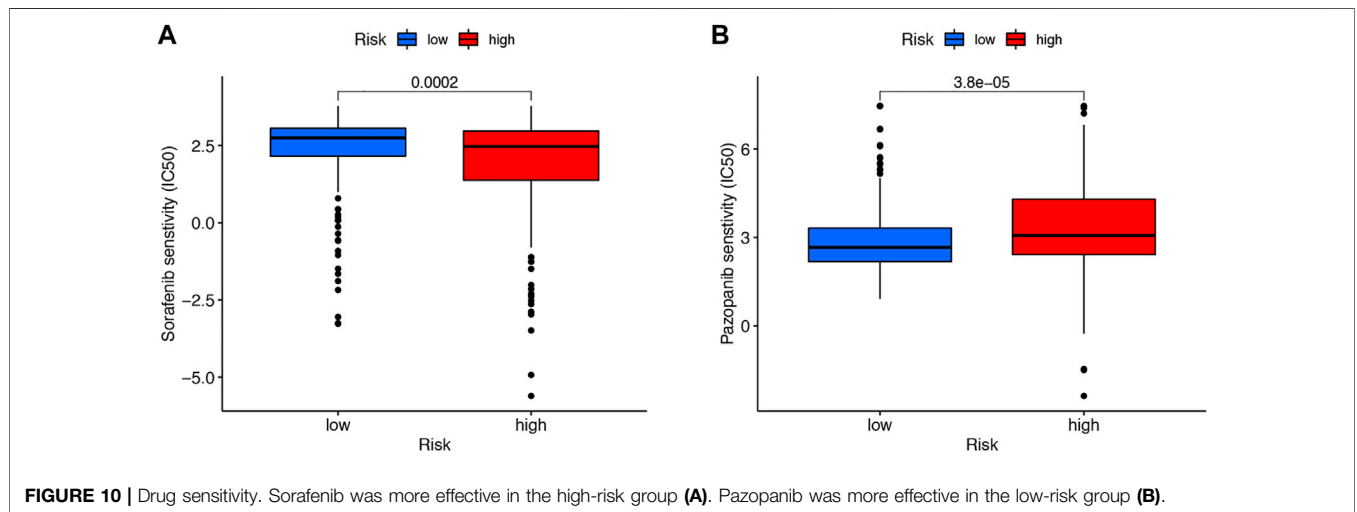 A
Risk low high
0.0002
Sorafenib senstivity (IC50)
2.5
0.0
−2.5
−5.0
low high
Risk
B
Risk low high
3.8e−05
Pazopanib senstivity (IC50)
6
3
0
low high
Risk
FIGURE 10 | Drug sensitivity. Sorafenib was more effective in the high-risk group (A). Pazopanib was more effective in the low-risk group (B).